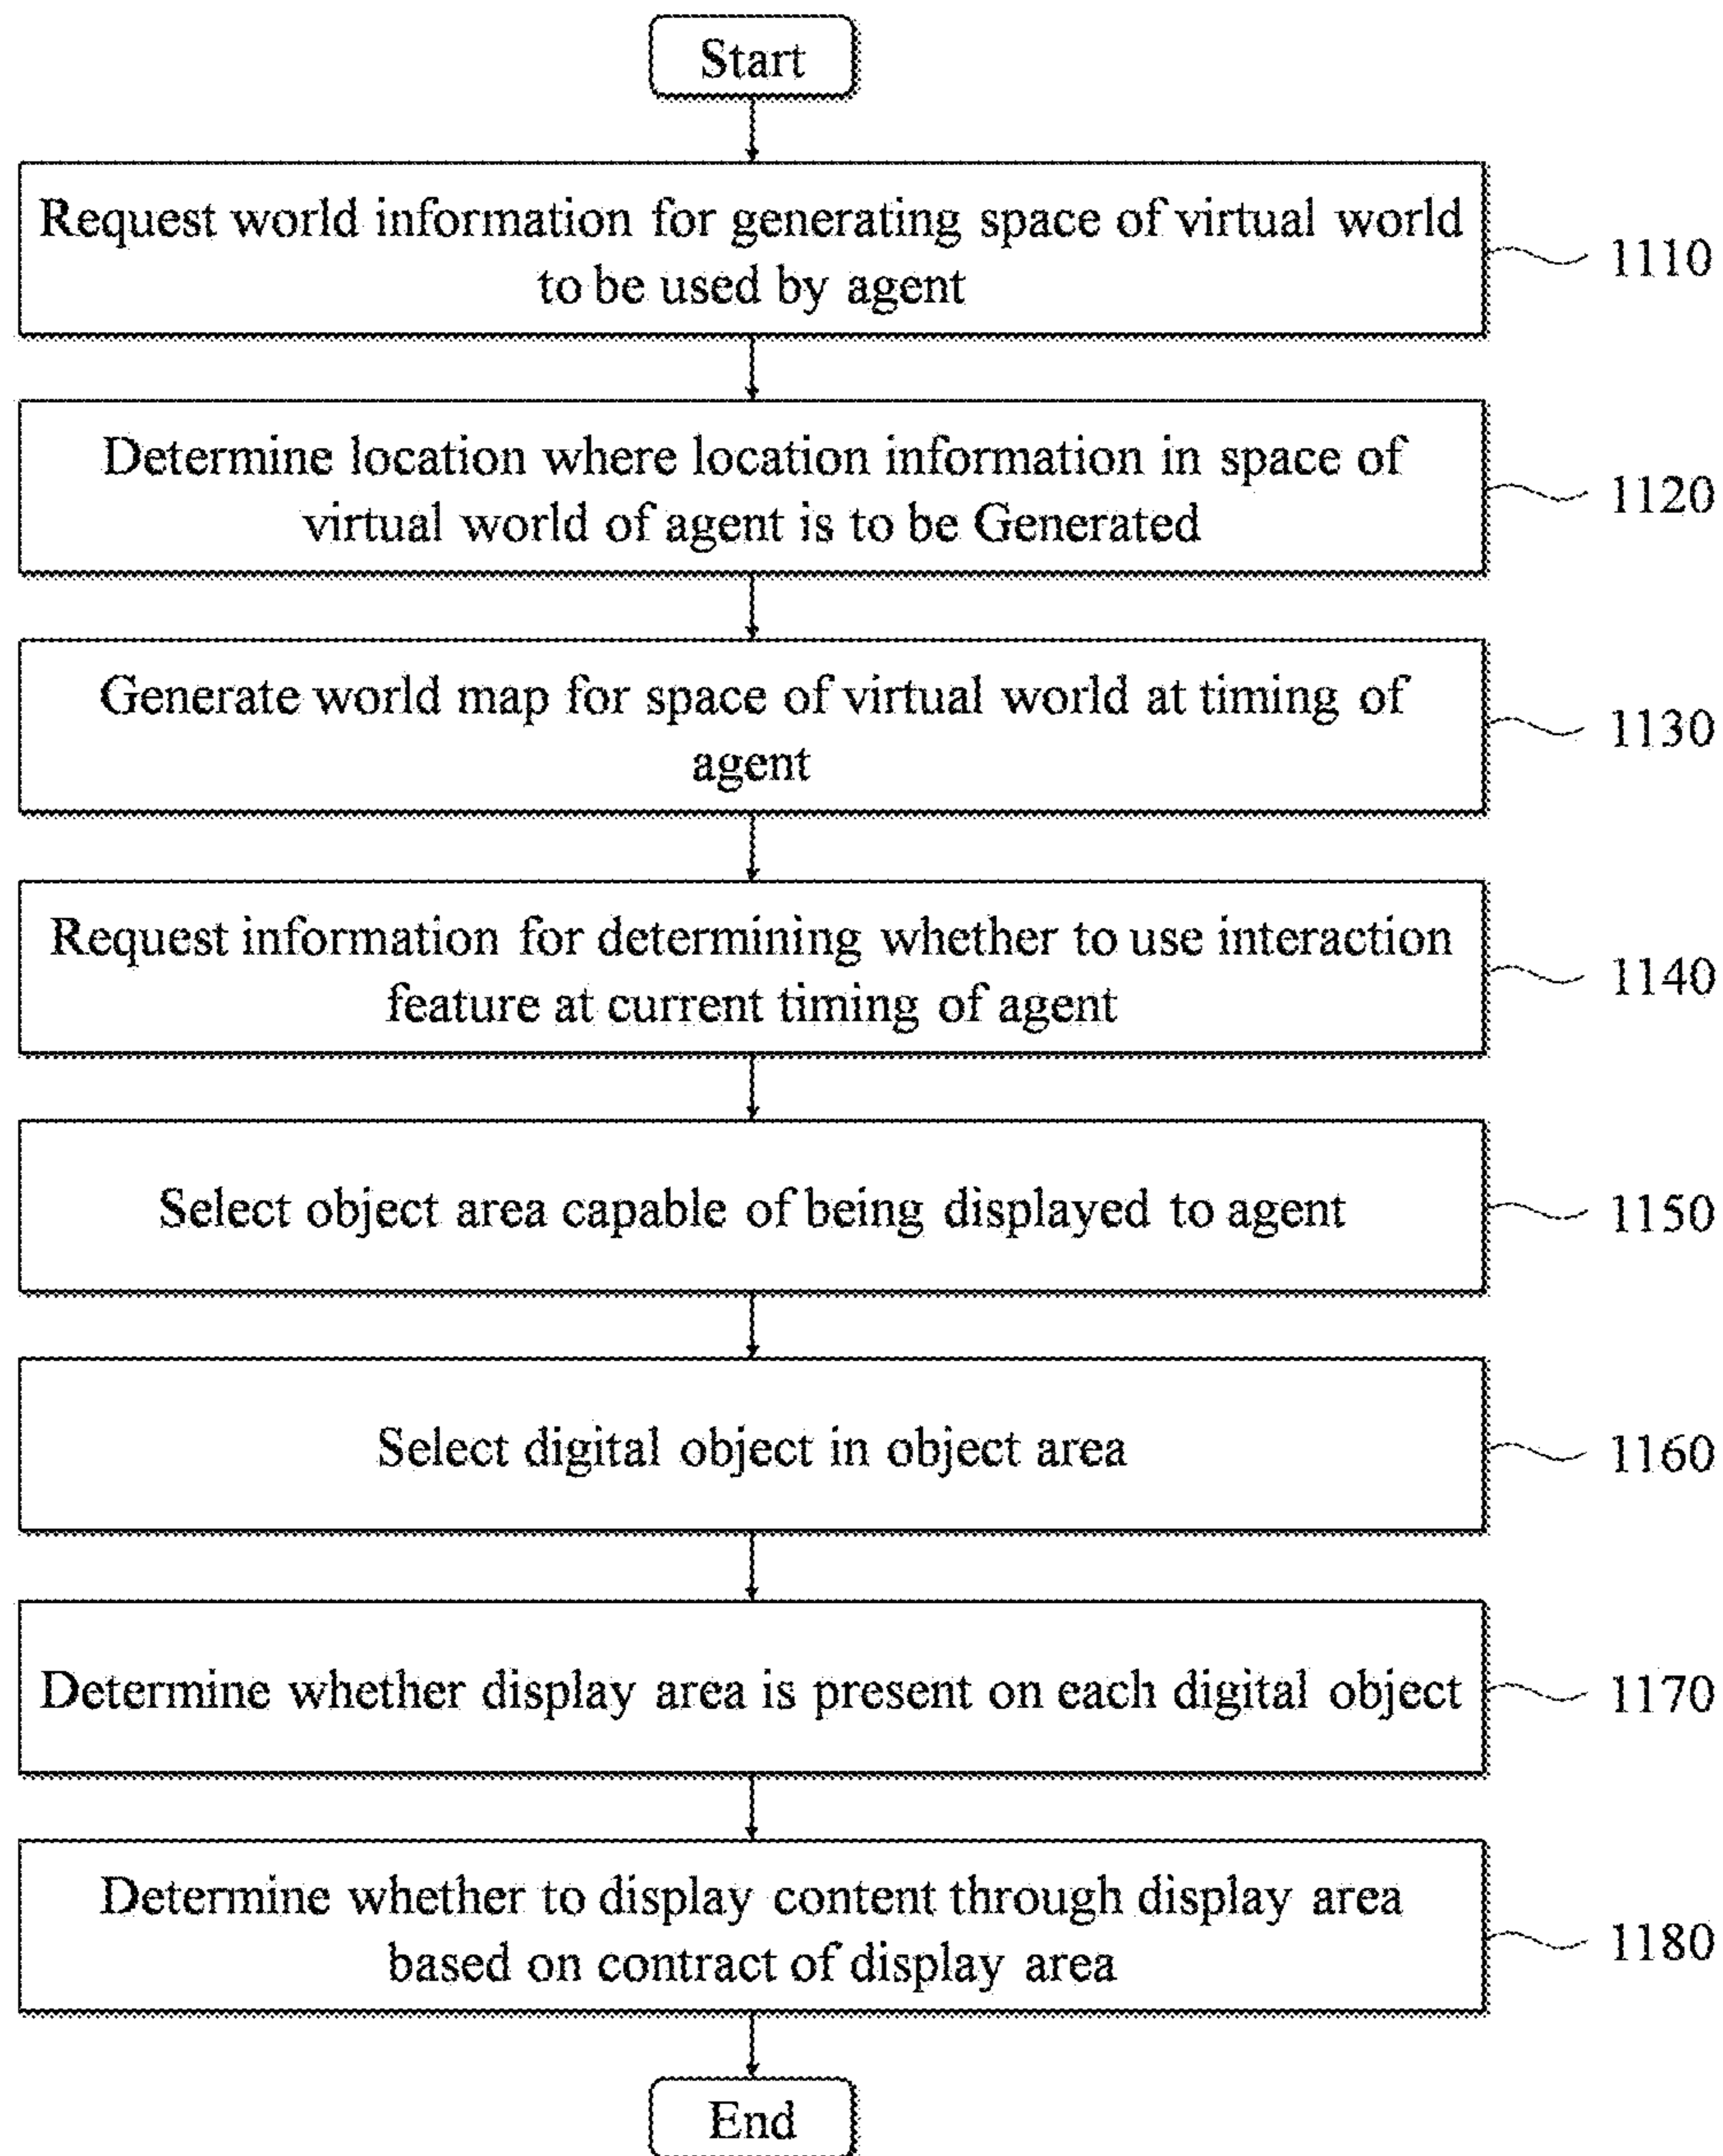 Start
Request world information for generating space of virtual world
to be used by agent
1110
Determine location where location information in space of
virtual world of agent is to be Generated
1120
Generate world map for space of virtual world at timing of
agent
1130
Request information for determining whether to use interaction
feature at current timing of agent
1140
Select object area capable of being displayed to agent
1150
Select digital object in object area
1160
Determine whether display area is present on each digital object
1170
Determine whether to display content through display area
based on contract of display area
1180
End